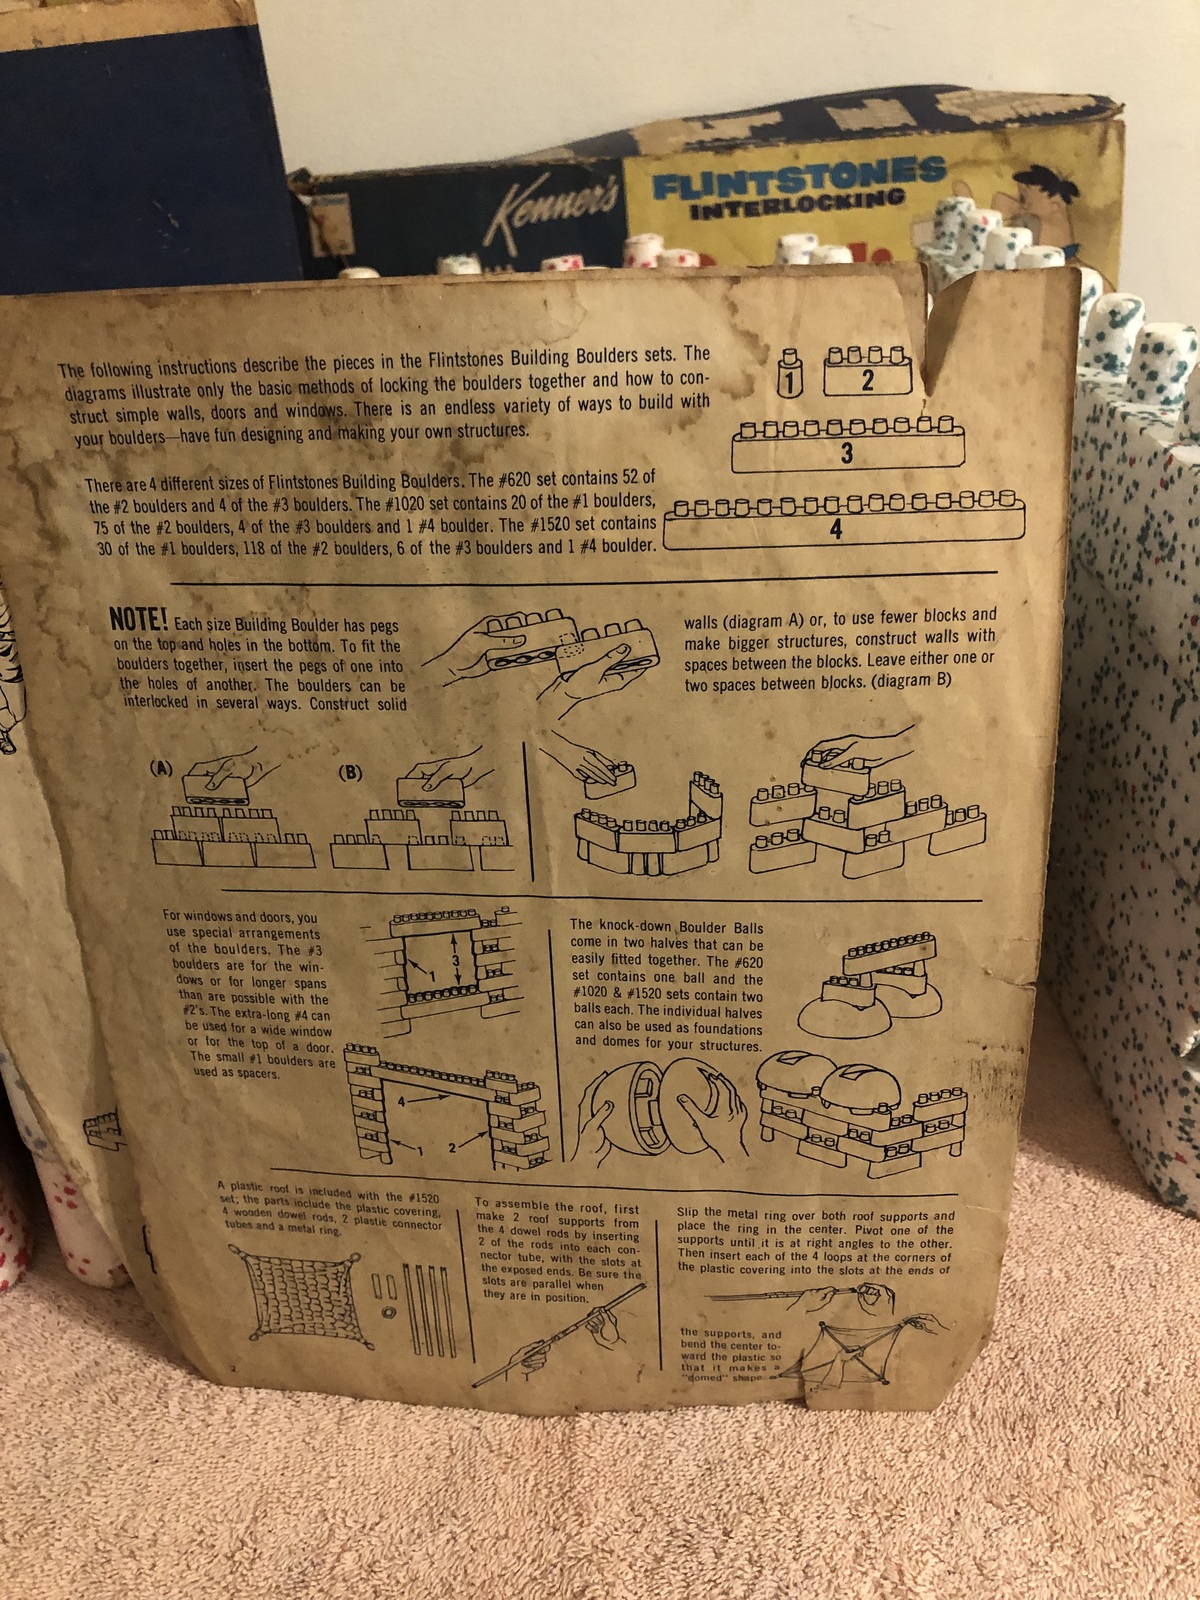 Kenner's
FLINTSTONES
INTERLOCKING
The following instructions describe the pieces in the Flintstones Building Boulders sets. The
diagrams illustrate only the basic methods of locking the boulders together and how to con-
struct simple walls, doors and windows. There is an endless variety of ways to build with
your boulders—have fun designing and making your own structures.
1
2
3
4
There are 4 different sizes of Flintstones Building Boulders. The #620 set contains 52 of
the #2 boulders and 4 of the #3 boulders. The #1020 set contains 20 of the #1 boulders,
75 of the #2 boulders, 4 of the #3 boulders and 1 #4 boulder. The #1520 set contains
30 of the #1 boulders, 118 of the #2 boulders, 6 of the #3 boulders and 1 #4 boulder.
NOTE! Each size Building Boulder has pegs
on the top and holes in the bottom. To fit the
boulders together, insert the pegs of one into
the holes of another. The boulders can be
interlocked in several ways. Construct solid
walls (diagram A) or, to use fewer blocks and
make bigger structures, construct walls with
spaces between the blocks. Leave either one or
two spaces between blocks. (diagram B)
(A)
(B)
For windows and doors, you
use special arrangements
of the boulders. The #3
boulders are for the win-
dows or for longer spans
than are possible with the
#2's. The extra-long #4 can
be used for a wide window
or for the top of a door.
The small #1 boulders are
used as spacers.
3
1
4
1
2
The knock-down Boulder Balls
come in two halves that can be
easily fitted together. The #620
set contains one ball and the
#1020 & #1520 sets contain two
balls each. The individual halves
can also be used as foundations
and domes for your structures.
A plastic roof is included with the #1520
set; the parts include the plastic covering,
4 wooden dowel rods, 2 plastic connector
tubes and a metal ring.
To assemble the roof, first
make 2 roof supports from
the 4 dowel rods by inserting
2 of the rods into each con-
nector tube, with the slots at
the exposed ends. Be sure the
slots are parallel when
they are in position.
Slip the metal ring over both roof supports and
place the ring in the center. Pivot one of the
supports until it is at right angles to the other.
Then insert each of the 4 loops at the corners of
the plastic covering into the slots at the ends of
the supports, and
bend the center to-
ward the plastic so
that it makes a
"domed" shape
2